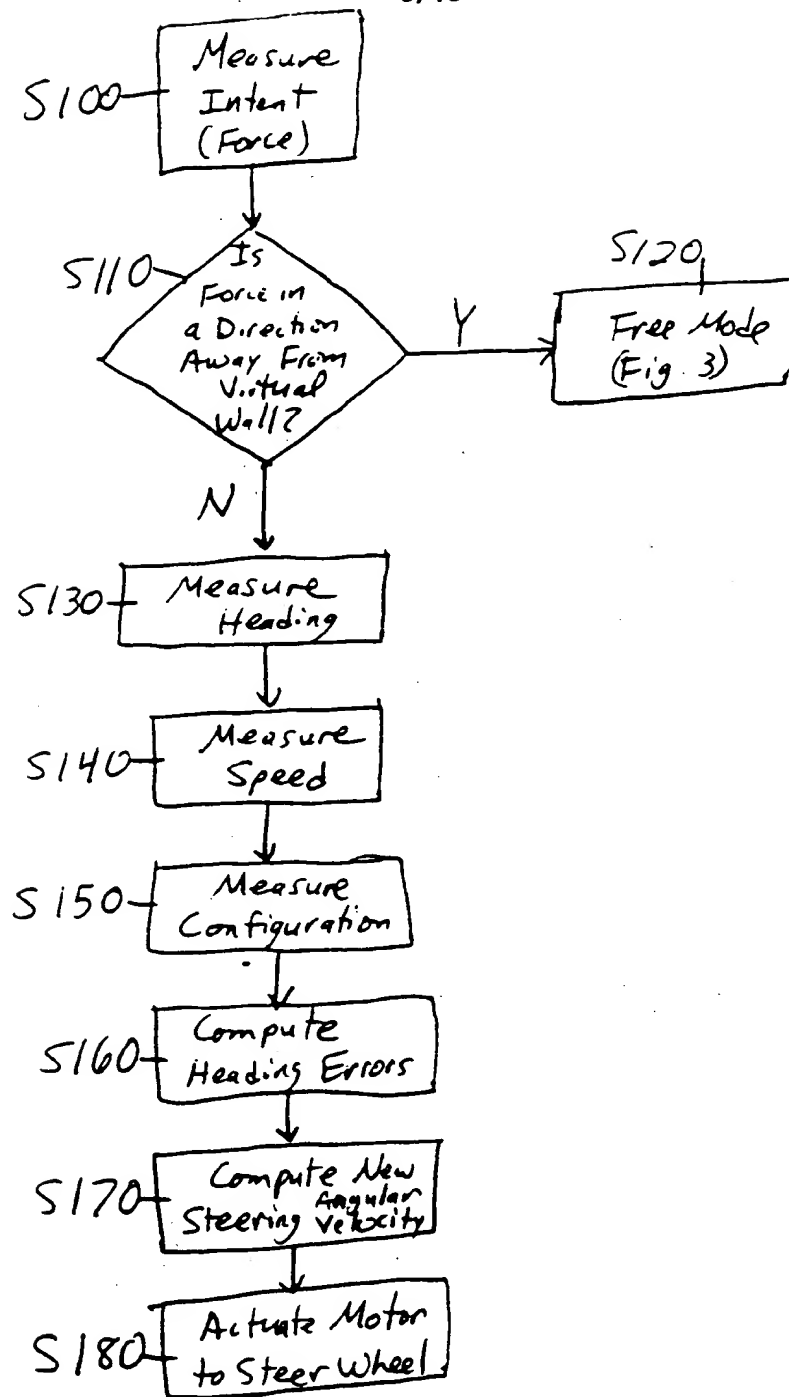 S100
Measure
Intent
(Force)
S110
Is
Force in
a Direction
Away From
Virtual
Wall?
Y
S120
Free Mode
(Fig. 3)
N
S130
Measure
Heading
S140
Measure
Speed
S150
Measure
Configuration
S160
Compute
Heading Errors
S170
Compute New
Steering Angular
Velocity
S180
Actuate Motor
to Steer Wheel